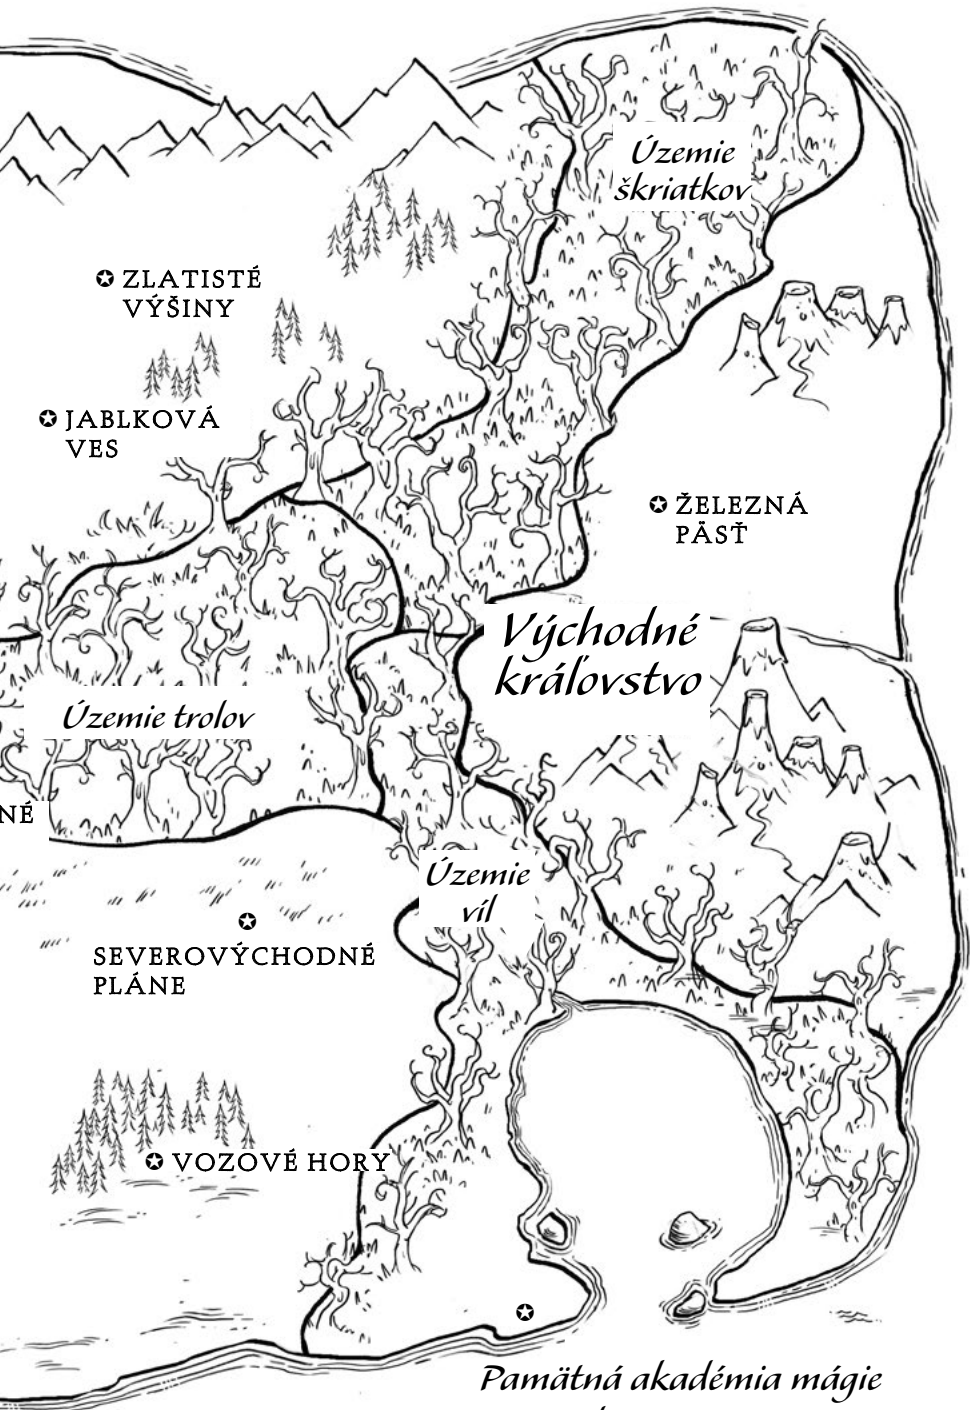 Územie
škriatkov
ZLATISTÉ
VÝŠINY
JABLKOVÁ
VES
ŽELEZNÁ
PÄSŤ
Východné
kráľovstvo
Územie trolov
NÉ
Územie
víl
SEVEROVÝCHODNÉ
PLÁNE
VOZOVÉ HORY
Pamätná akadémia mágie